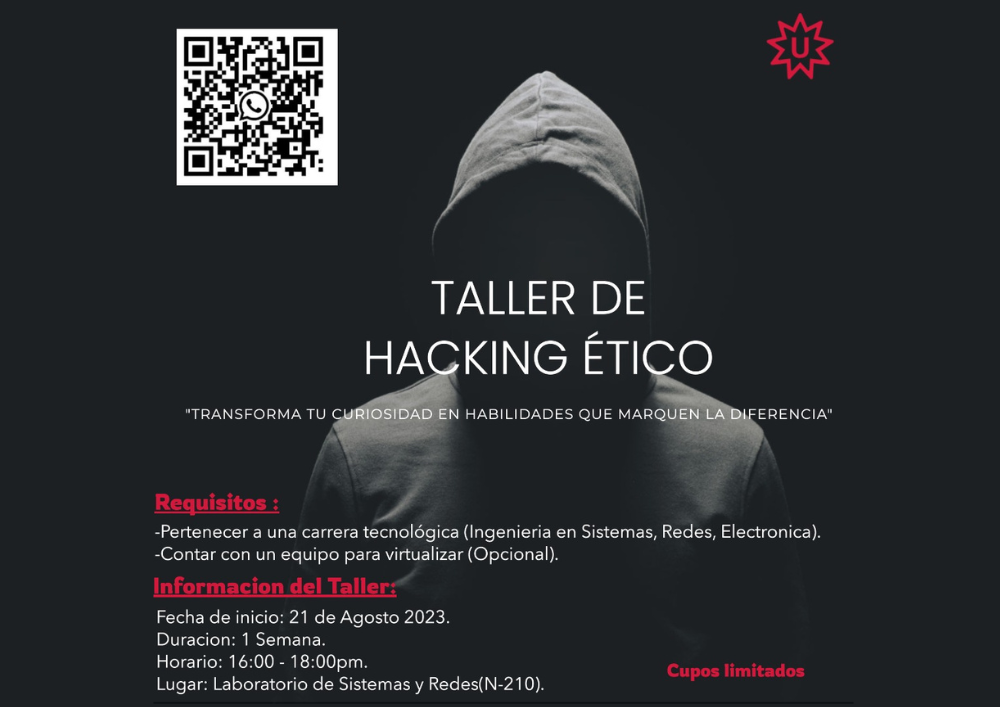 U
TALLER DE
HACKING ÉTICO
"TRANSFORMA TU CURIOSIDAD EN HABILIDADES QUE MARQUEN LA DIFERENCIA"
Requisitos :
-Pertenecer a una carrera tecnológica (Ingenieria en Sistemas, Redes, Electronica).
-Contar con un equipo para virtualizar (Opcional).
Informacion del Taller:
Fecha de inicio: 21 de Agosto 2023.
Duracion: 1 Semana.
Horario: 16:00 - 18:00pm.
Lugar: Laboratorio de Sistemas y Redes(N-210).
Cupos limitados